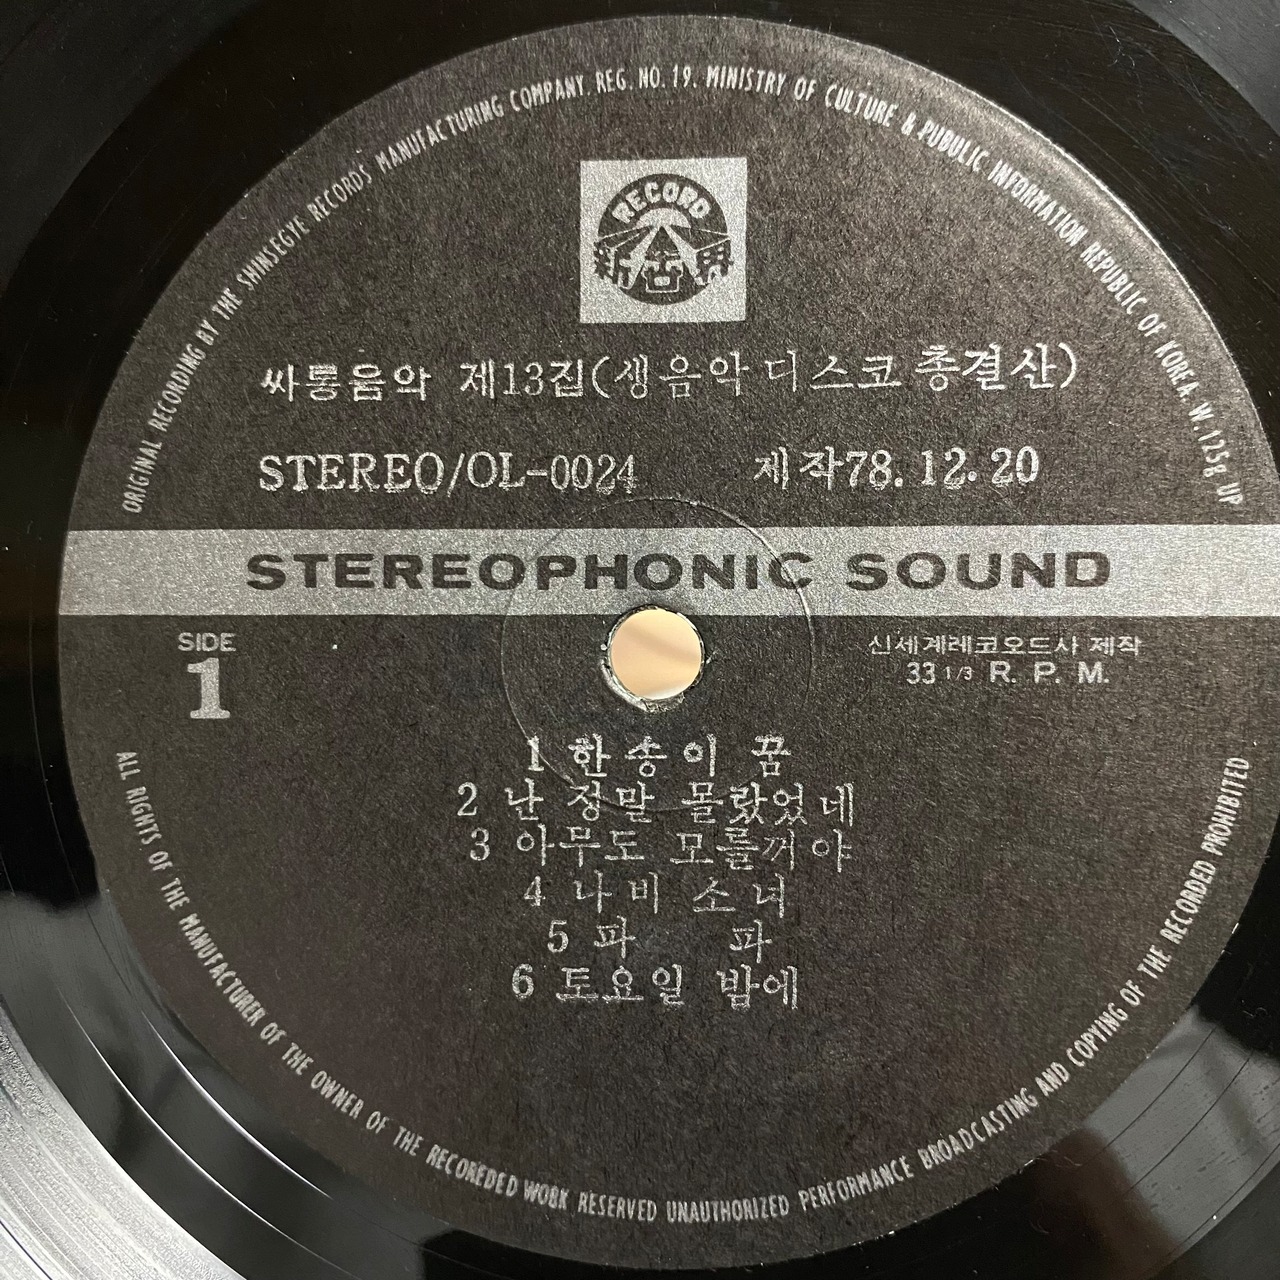 ORIGINAL RECORDING BY THE SHINSEGYE RECORDS MANUFACTURING COMPANY. REG. NO. 19. MINISTRY OF CULTURE & PUBULIC INFORMATION REPUBLIC OF KOREA. W. 1258 UP
RECORD
新世界
싸롱음악 제13집(생음악 디스코 총결산)
STEREO/OL-0024 제작78. 12. 20
STEREOPHONIC SOUND
SIDE
1
신세계레코오드사 제작
33 1/3 R. P. M.
1 한송이 꿈
2 난 정말 몰랐었네
3 아무도 모를꺼야
4 나비 소녀
5 파 파
6 토요일 밤에
ALL RIGHTS OF THE MANUFACTURER OF THE OWNER OF THE RECOREDED WORK RESERVED UNAUTHORIZED PERFORMANCE BROADCASTING AND COPYING OF THE RECORDED PROHIBITED